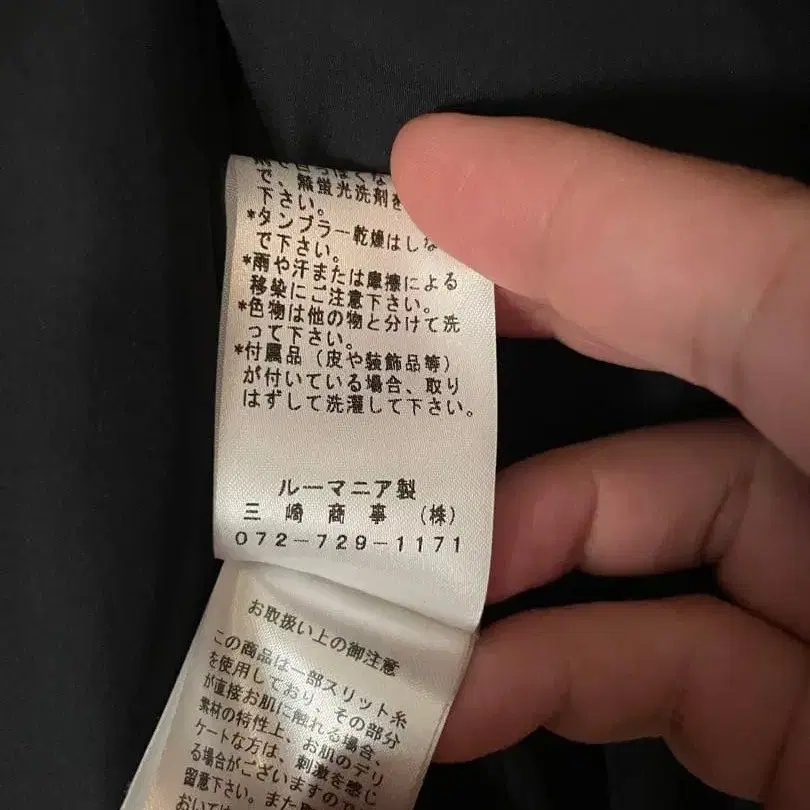 で、無蛍光洗剤を
下さい。
*タンブラー乾燥はしな
で下さい。
*雨や汗または摩擦による
移染にご注意下さい。
*色物は他の物と分けて洗
って下さい。
*付属品(皮や装飾品等)
が付いている場合、取り
はずして洗濯して下さい。
ルーマニア製
三崎商事(株)
072-729-1171
お取扱い上の御注意
この商品は一部スリット糸
を使用しており、その部分
が直接お肌に触れる場合、
素材の特性上、お肌のデリ
ケートな方は、刺激を感じ
る場合がございますので
留意下さい。また
おいては